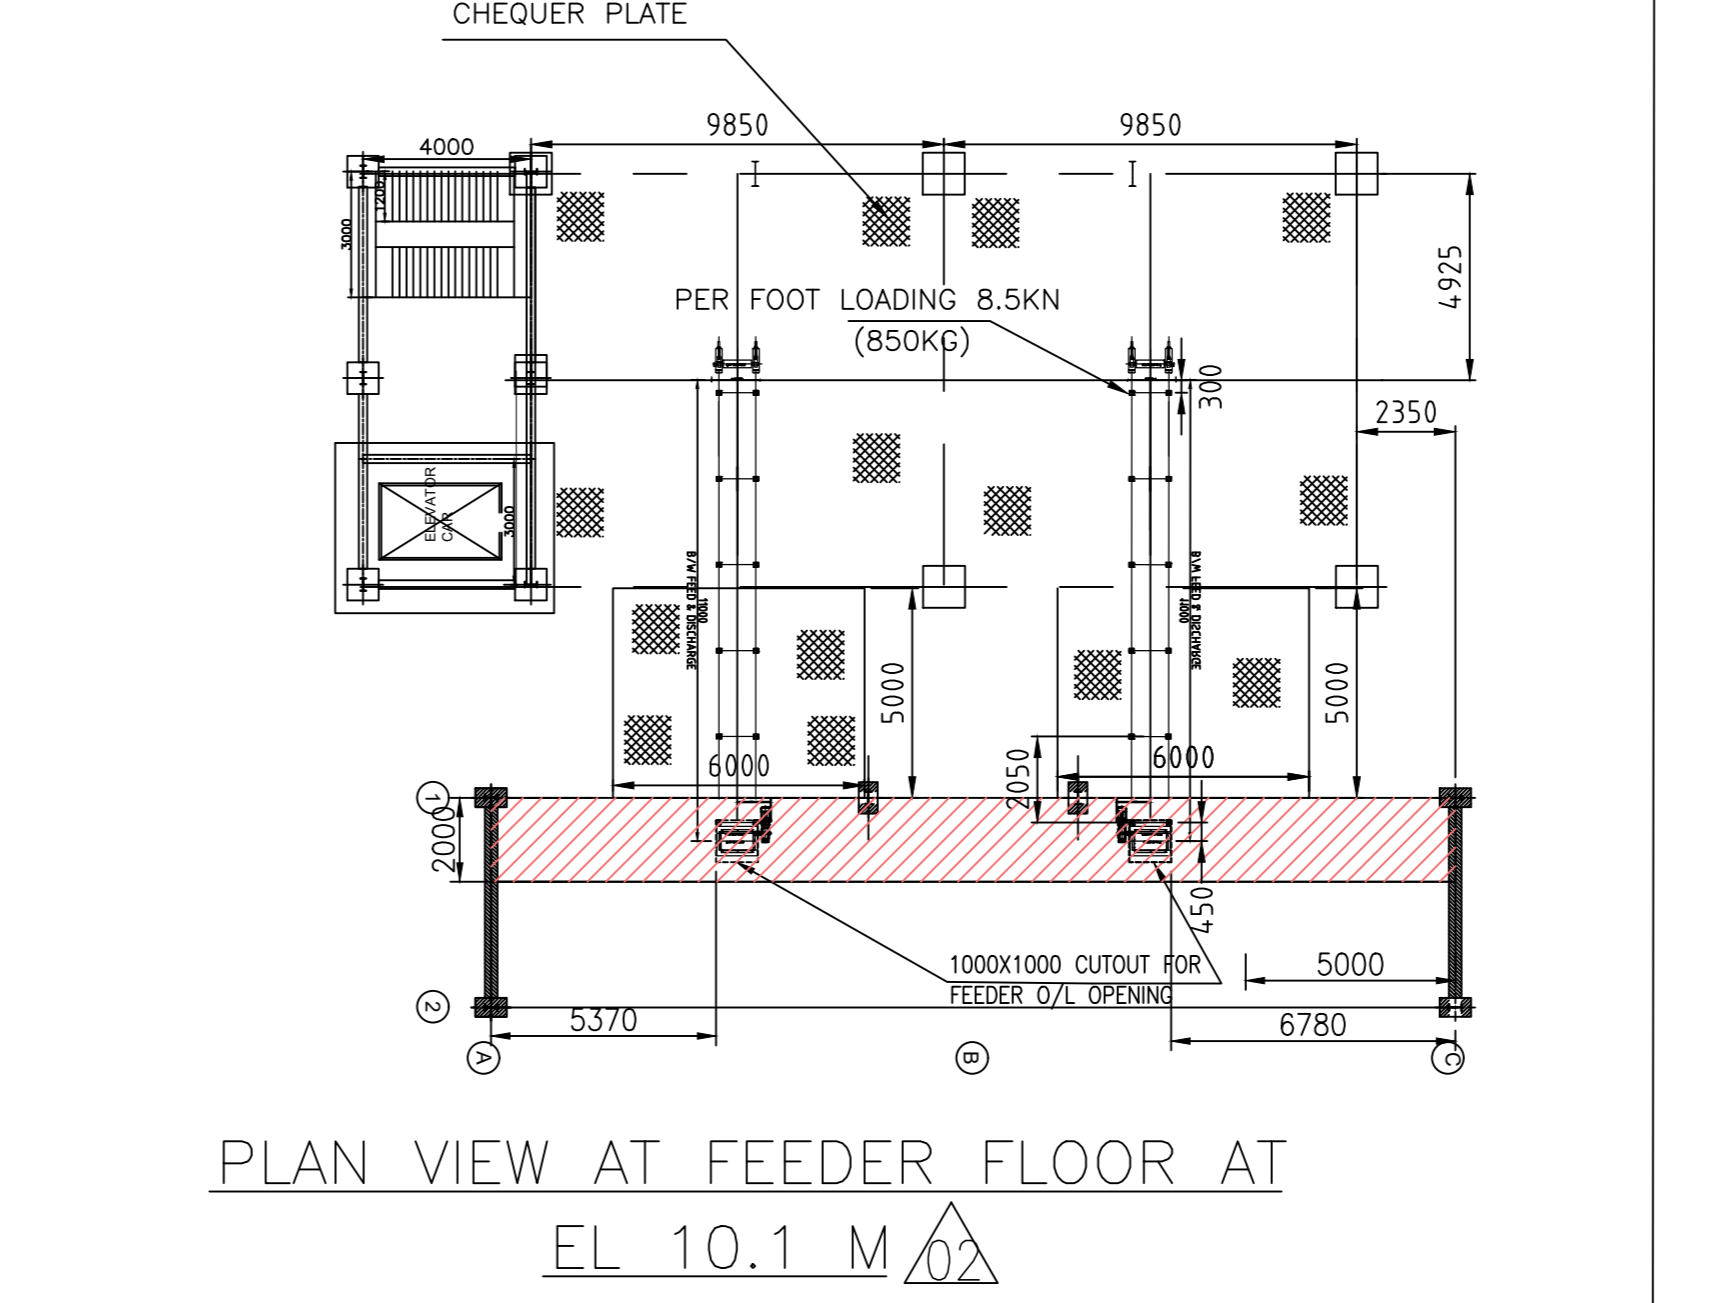 CHEQUER PLATE
9850
9850
4000
1200
3000
4925
PER FOOT LOADING 8.5KN
(850KG)
300
2350
ELEVATOR
CAR
3000
B/W FEED & DISCHARGE
11000
B/W FEED & DISCHARGE
11000
5000
5000
6000
6000
2050
1
2000
450
1000X1000 CUTOUT FOR
FEEDER O/L OPENING
5000
2
5370
6780
A
B
C
PLAN VIEW AT FEEDER FLOOR AT
EL 10.1 M
02